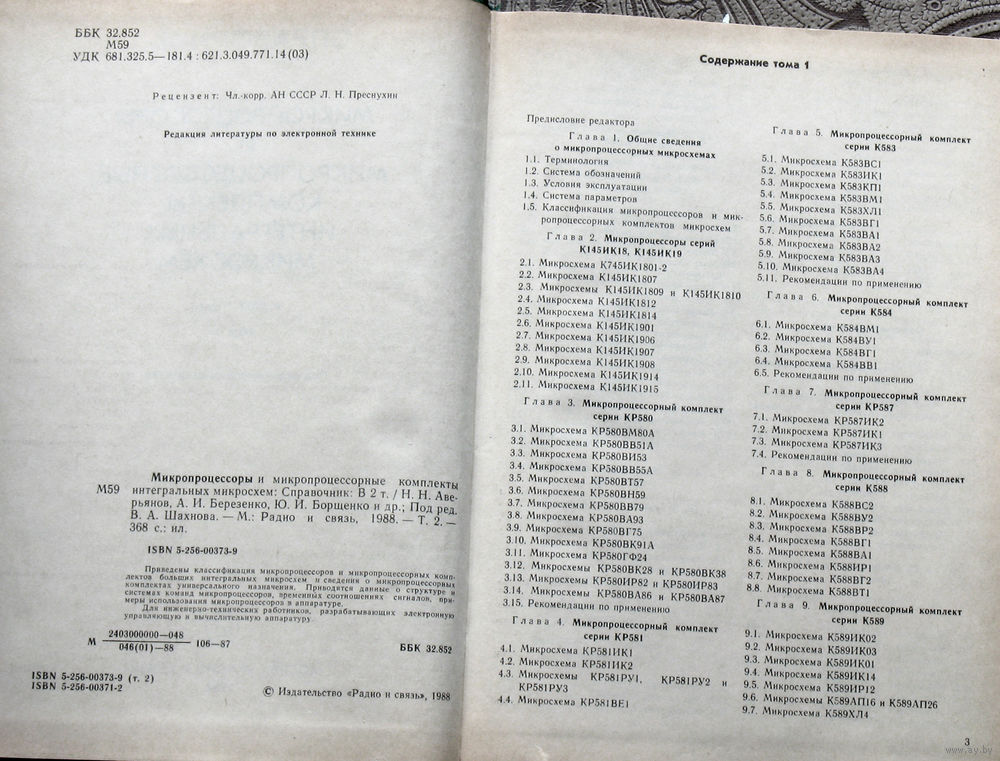 ББК 32.852
М59
УДК 681.325.5—181.4 : 621.3.049.771.14(03)
Рецензент: Чл.-корр. АН СССР Л. Н. Преснухин
Редакция литературы по электронной технике
Микропроцессоры и микропроцессорные комплекты
М59 интегральных микросхем: Справочник: В 2 т. / Н. Н. Аве-
рьянов, А. И. Березенко, Ю. И. Борщенко и др.; Под ред.
В. А. Шахнова. — М.: Радио и связь, 1988. — Т. 2. —
368 с.: ил.
ISBN 5-256-00373-9
Приведены классификация микропроцессоров и микропроцессорных комп-
лектов больших интегральных микросхем и сведения о микропроцессорных
комплектах универсального назначения. Приводятся данные о структуре и
системах команд микропроцессоров, временных соотношениях сигналов, при-
меры использования микропроцессоров в аппаратуре.
Для инженерно-технических работников, разрабатывающих электронную
управляющую и вычислительную аппаратуру.
М 2403000000—048
046(01)—88 106—87
ББК 32.852
ISBN 5-256-00373-9 (т. 2)
ISBN 5-256-00371-2
© Издательство «Радио и связь», 1988
Содержание тома 1
Предисловие редактора
Глава 1. Общие сведения
о микропроцессорных микросхемах
1.1. Терминология
1.2. Система обозначений
1.3. Условия эксплуатации
1.4. Система параметров
1.5. Классификация микропроцессоров и мик-
ропроцессорных комплектов микросхем
Глава 2. Микропроцессоры серий
К145ИК18, К145ИК19
2.1. Микросхема К745ИК1801-2
2.2. Микросхема К145ИК1807
2.3. Микросхемы К145ИК1809 и К145ИК1810
2.4. Микросхема К145ИК1812
2.5. Микросхема К145ИК1814
2.6. Микросхема К145ИК1901
2.7. Микросхема К145ИК1906
2.8. Микросхема К145ИК1907
2.9. Микросхема К145ИК1908
2.10. Микросхема К145ИК1914
2.11. Микросхема К145ИК1915
Глава 3. Микропроцессорный комплект
серии КР580
3.1. Микросхема КР580ВМ80А
3.2. Микросхема КР580ВВ51А
3.3. Микросхема КР580ВИ53
3.4. Микросхема КР580ВВ55А
3.5. Микросхема КР580ВТ57
3.6. Микросхема КР580ВН59
3.7. Микросхема КР580ВВ79
3.8. Микросхема КР580ВА93
3.9. Микросхема КР580ВГ75
3.10. Микросхема КР580ВК91А
3.11. Микросхема КР580ГФ24
3.12. Микросхемы КР580ВК28 и КР580ВК38
3.13. Микросхемы КР580ИР82 и КР580ИР83
3.14. Микросхемы КР580ВА86 и КР580ВА87
3.15. Рекомендации по применению
Глава 4. Микропроцессорный комплект
серии КР581
4.1. Микросхема КР581ИК1
4.2. Микросхема КР581ИК2
4.3. Микросхемы КР581РУ1, КР581РУ2 и
КР581РУ3
4.4. Микросхема КР581ВЕ1
Глава 5. Микропроцессорный комплект
серии К583
5.1. Микросхема К583ВС1
5.2. Микросхема К583ИК1
5.3. Микросхема К583КП1
5.4. Микросхема К583ВМ1
5.5. Микросхема К583ХЛ1
5.6. Микросхема К583ВГ1
5.7. Микросхема К583ВА1
5.8. Микросхема К583ВА2
5.9. Микросхема К583ВА3
5.10. Микросхема К583ВА4
5.11. Рекомендации по применению
Глава 6. Микропроцессорный комплект
серии К584
6.1. Микросхема К584ВМ1
6.2. Микросхема К584ВУ1
6.3. Микросхема К584ВГ1
6.4. Микросхема К584ВВ1
6.5. Рекомендации по применению
Глава 7. Микропроцессорный комплект
серии КР587
7.1. Микросхема КР587ИК2
7.2. Микросхема КР587ИК1
7.3. Микросхема КР587ИК3
7.4. Рекомендации по применению
Глава 8. Микропроцессорный комплект
серии К588
8.1. Микросхема К588ВС2
8.2. Микросхема К588ВУ2
8.3. Микросхема К588ВР2
8.4. Микросхема К588ВГ1
8.5. Микросхема К588ВА1
8.6. Микросхема К588ИР1
8.7. Микросхема К588ВГ2
8.8. Микросхема К588ВТ1
Глава 9. Микропроцессорный комплект
серии К589
9.1. Микросхема К589ИК02
9.2. Микросхема К589ИК03
9.3. Микросхема К589ИК01
9.4. Микросхема К589ИК14
9.5. Микросхема К589ИР12
9.6. Микросхемы К589АП16 и К589АП26
9.7. Микросхема К589ХЛ4
3
www.ay.by